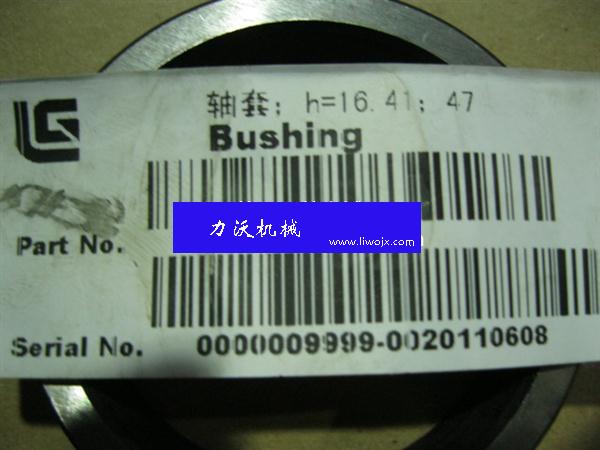 LG
轴套; h=16.41; 47
Bushing
力沃机械
www.liwojx.com
Part No.
Serial No. 0000009999-0020110608